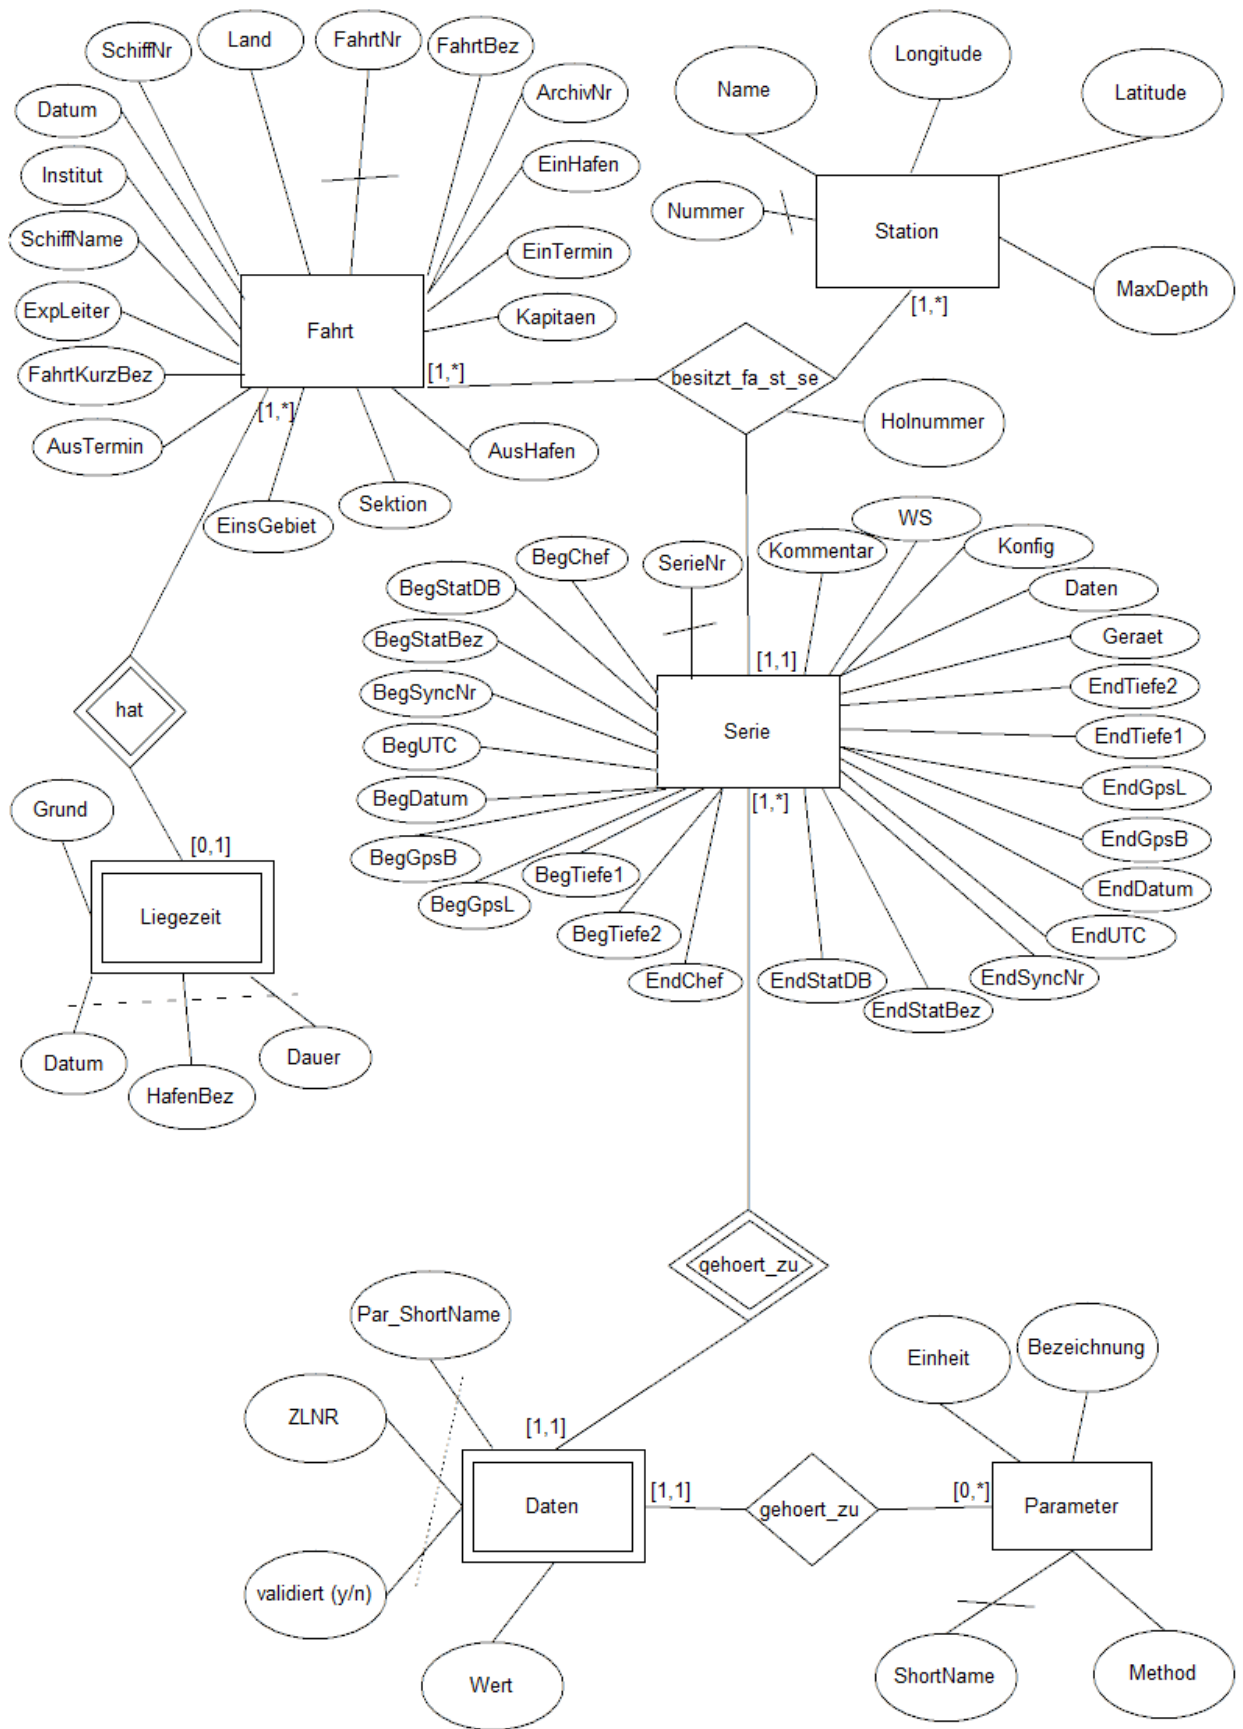 SchiffNr
Land
FahrtNr
FahrtBez
Datum
ArchivNr
Institut
EinHafen
SchiffName
EinTermin
ExpLeiter
Fahrt
Kapitaen
FahrtKurzBez
[1,*]
[1,*]
AusTermin
AusHafen
EinsGebiet
Sektion
Name
Longitude
Latitude
Nummer
Station
MaxDepth
[1,*]
besitzt_fa_st_se
Holnummer
hat
Grund
[0,1]
Liegezeit
Datum
HafenBez
Dauer
BegChef
SerieNr
Kommentar
WS
Konfig
BegStatDB
Daten
BegStatBez
Geraet
[1,1]
BegSyncNr
EndTiefe2
Serie
BegUTC
EndTiefe1
BegDatum
EndGpsL
[1,*]
BegGpsB
EndGpsB
BegTiefe1
EndDatum
BegGpsL
BegTiefe2
EndUTC
EndChef
EndStatDB
EndSyncNr
EndStatBez
gehoert_zu
Par_ShortName
ZLNR
[1,1]
Daten
[1,1]
gehoert_zu
[0,*]
Parameter
Einheit
Bezeichnung
validiert (y/n)
Wert
ShortName
Method